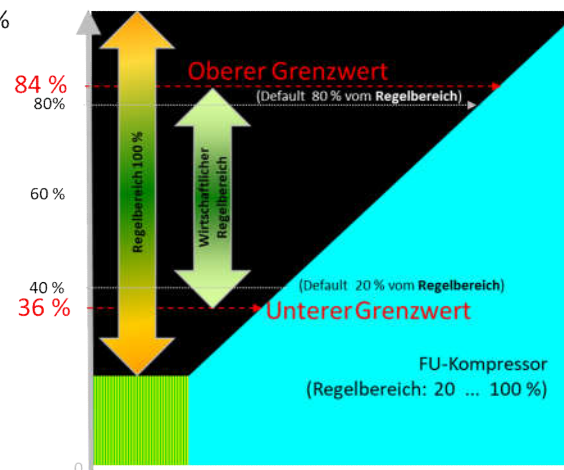 %
Oberer Grenzwert
84 %
80%
(Default 80 % vom Regelbereich)
Regelbereich 100 %
Wirtschaftlicher
Regelbereich
60 %
40 %
(Default 20 % vom Regelbereich)
36 %
Unterer Grenzwert
FU-Kompressor
(Regelbereich: 20 ... 100 %)
0